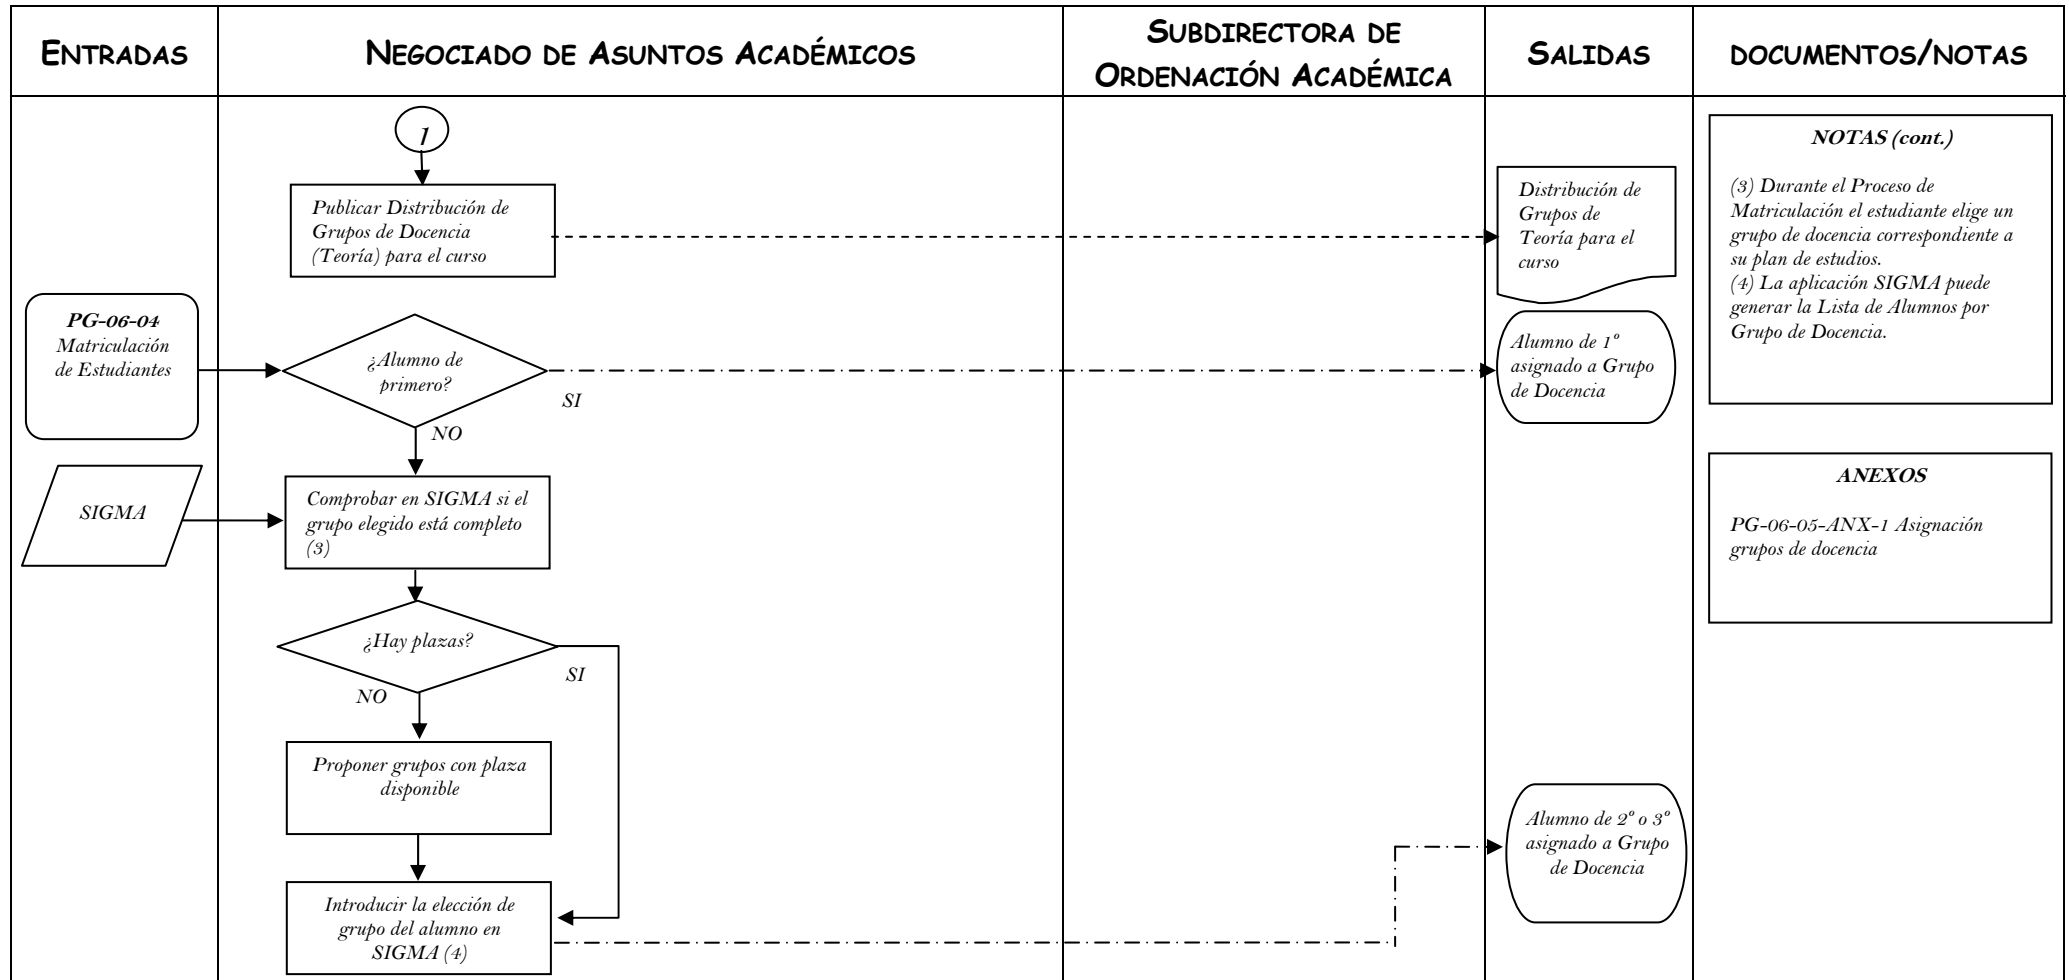 ENTRADAS
NEGOCIADO DE ASUNTOS ACADÉMICOS
SUBDIRECTORA DE
ORDENACIÓN ACADÉMICA
SALIDAS
DOCUMENTOS/NOTAS
1
Publicar Distribución de
Grupos de Docencia
(Teoría) para el curso
Distribución de
Grupos de
Teoría para el
curso
NOTAS (cont.)
(3) Durante el Proceso de
Matriculación el estudiante elige un
grupo de docencia correspondiente a
su plan de estudios.
(4) La aplicación SIGMA puede
generar la Lista de Alumnos por
Grupo de Docencia.
PG-06-04
Matriculación
de Estudiantes
¿Alumno de
primero?
SI
NO
Alumno de 1º
asignado a Grupo
de Docencia
SIGMA
Comprobar en SIGMA si el
grupo elegido está completo
(3)
ANEXOS
PG-06-05-ANX-1 Asignación
grupos de docencia
¿Hay plazas?
SI
NO
Proponer grupos con plaza
disponible
Introducir la elección de
grupo del alumno en
SIGMA (4)
Alumno de 2º o 3º
asignado a Grupo
de Docencia